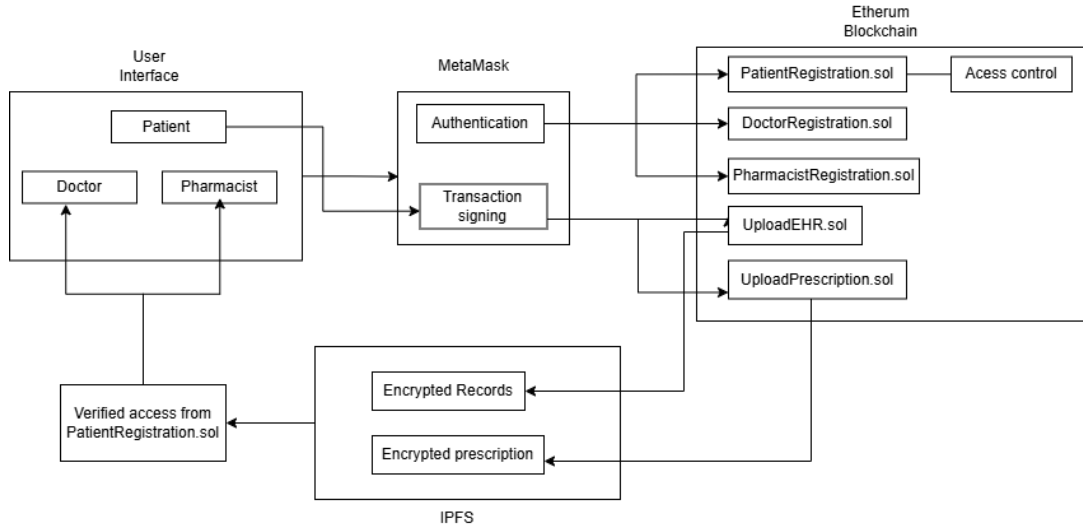 Etherum
Blockchain
User
Interface
MetaMask
PatientRegistration.sol
Acess control
Patient
Authentication
DoctorRegistration.sol
Doctor
Pharmacist
PharmacistRegistration.sol
Transaction
signing
UploadEHR.sol
UploadPrescription.sol
Encrypted Records
Verified access from
PatientRegistration.sol
Encrypted prescription
IPFS